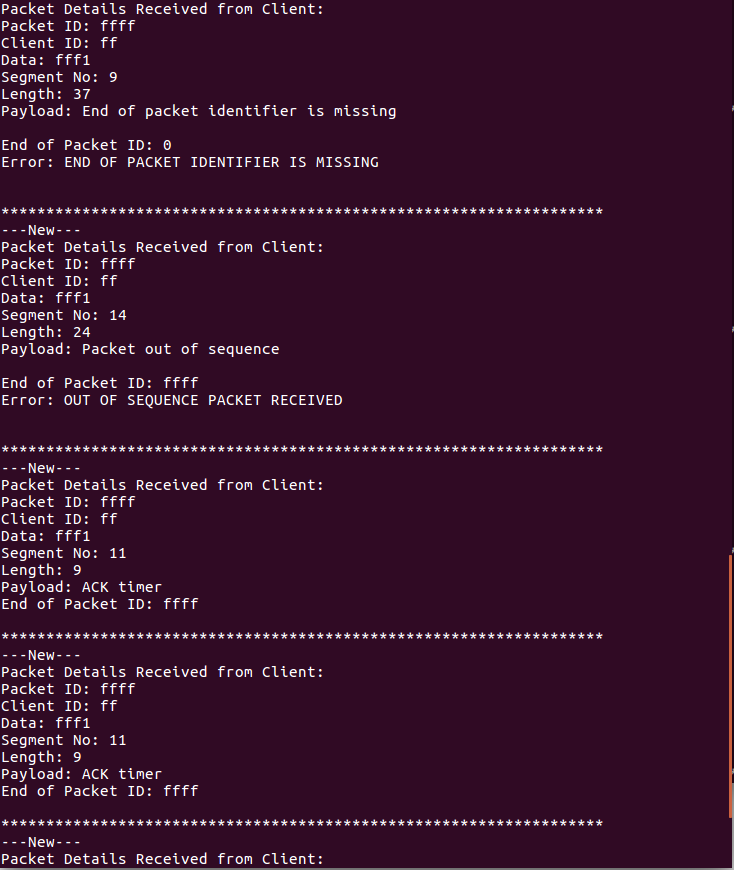 Packet Details Received from Client:
Packet ID: ffff
Client ID: ff
Data: fff1
Segment No: 9
Length: 37
Payload: End of packet identifier is missing
End of Packet ID: 0
Error: END OF PACKET IDENTIFIER IS MISSING
*******************************************************************
---New---
Packet Details Received from Client:
Packet ID: ffff
Client ID: ff
Data: fff1
Segment No: 14
Length: 24
Payload: Packet out of sequence
End of Packet ID: ffff
Error: OUT OF SEQUENCE PACKET RECEIVED
*******************************************************************
---New---
Packet Details Received from Client:
Packet ID: ffff
Client ID: ff
Data: fff1
Segment No: 11
Length: 9
Payload: ACK timer
End of Packet ID: ffff
*******************************************************************
---New---
Packet Details Received from Client:
Packet ID: ffff
Client ID: ff
Data: fff1
Segment No: 11
Length: 9
Payload: ACK timer
End of Packet ID: ffff
*******************************************************************
---New---
Packet Details Received from Client: